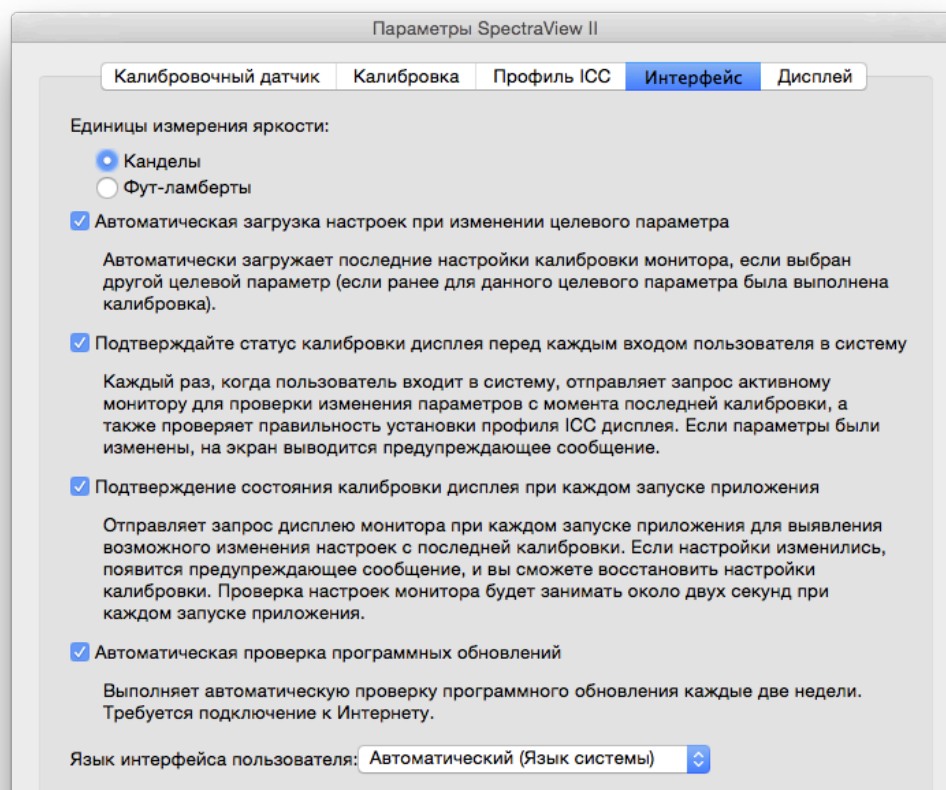 Параметры SpectraView II
Калибровочный датчик Калибровка Профиль ICC Интерфейс Дисплей
Единицы измерения яркости:
Канделы
Фут-ламберты
Автоматическая загрузка настроек при изменении целевого параметра
Автоматически загружает последние настройки калибровки монитора, если выбран
другой целевой параметр (если ранее для данного целевого параметра была выполнена
калибровка).
Подтверждайте статус калибровки дисплея перед каждым входом пользователя в систему
Каждый раз, когда пользователь входит в систему, отправляет запрос активному
монитору для проверки изменения параметров с момента последней калибровки, а
также проверяет правильность установки профиля ICC дисплея. Если параметры были
изменены, на экран выводится предупреждающее сообщение.
Подтверждение состояния калибровки дисплея при каждом запуске приложения
Отправляет запрос дисплею монитора при каждом запуске приложения для выявления
возможного изменения настроек с последней калибровки. Если настройки изменились,
появится предупреждающее сообщение, и вы сможете восстановить настройки
калибровки. Проверка настроек монитора будет занимать около двух секунд при
каждом запуске приложения.
Автоматическая проверка программных обновлений
Выполняет автоматическую проверку программного обновления каждые две недели.
Требуется подключение к Интернету.
Язык интерфейса пользователя: Автоматический (Язык системы)